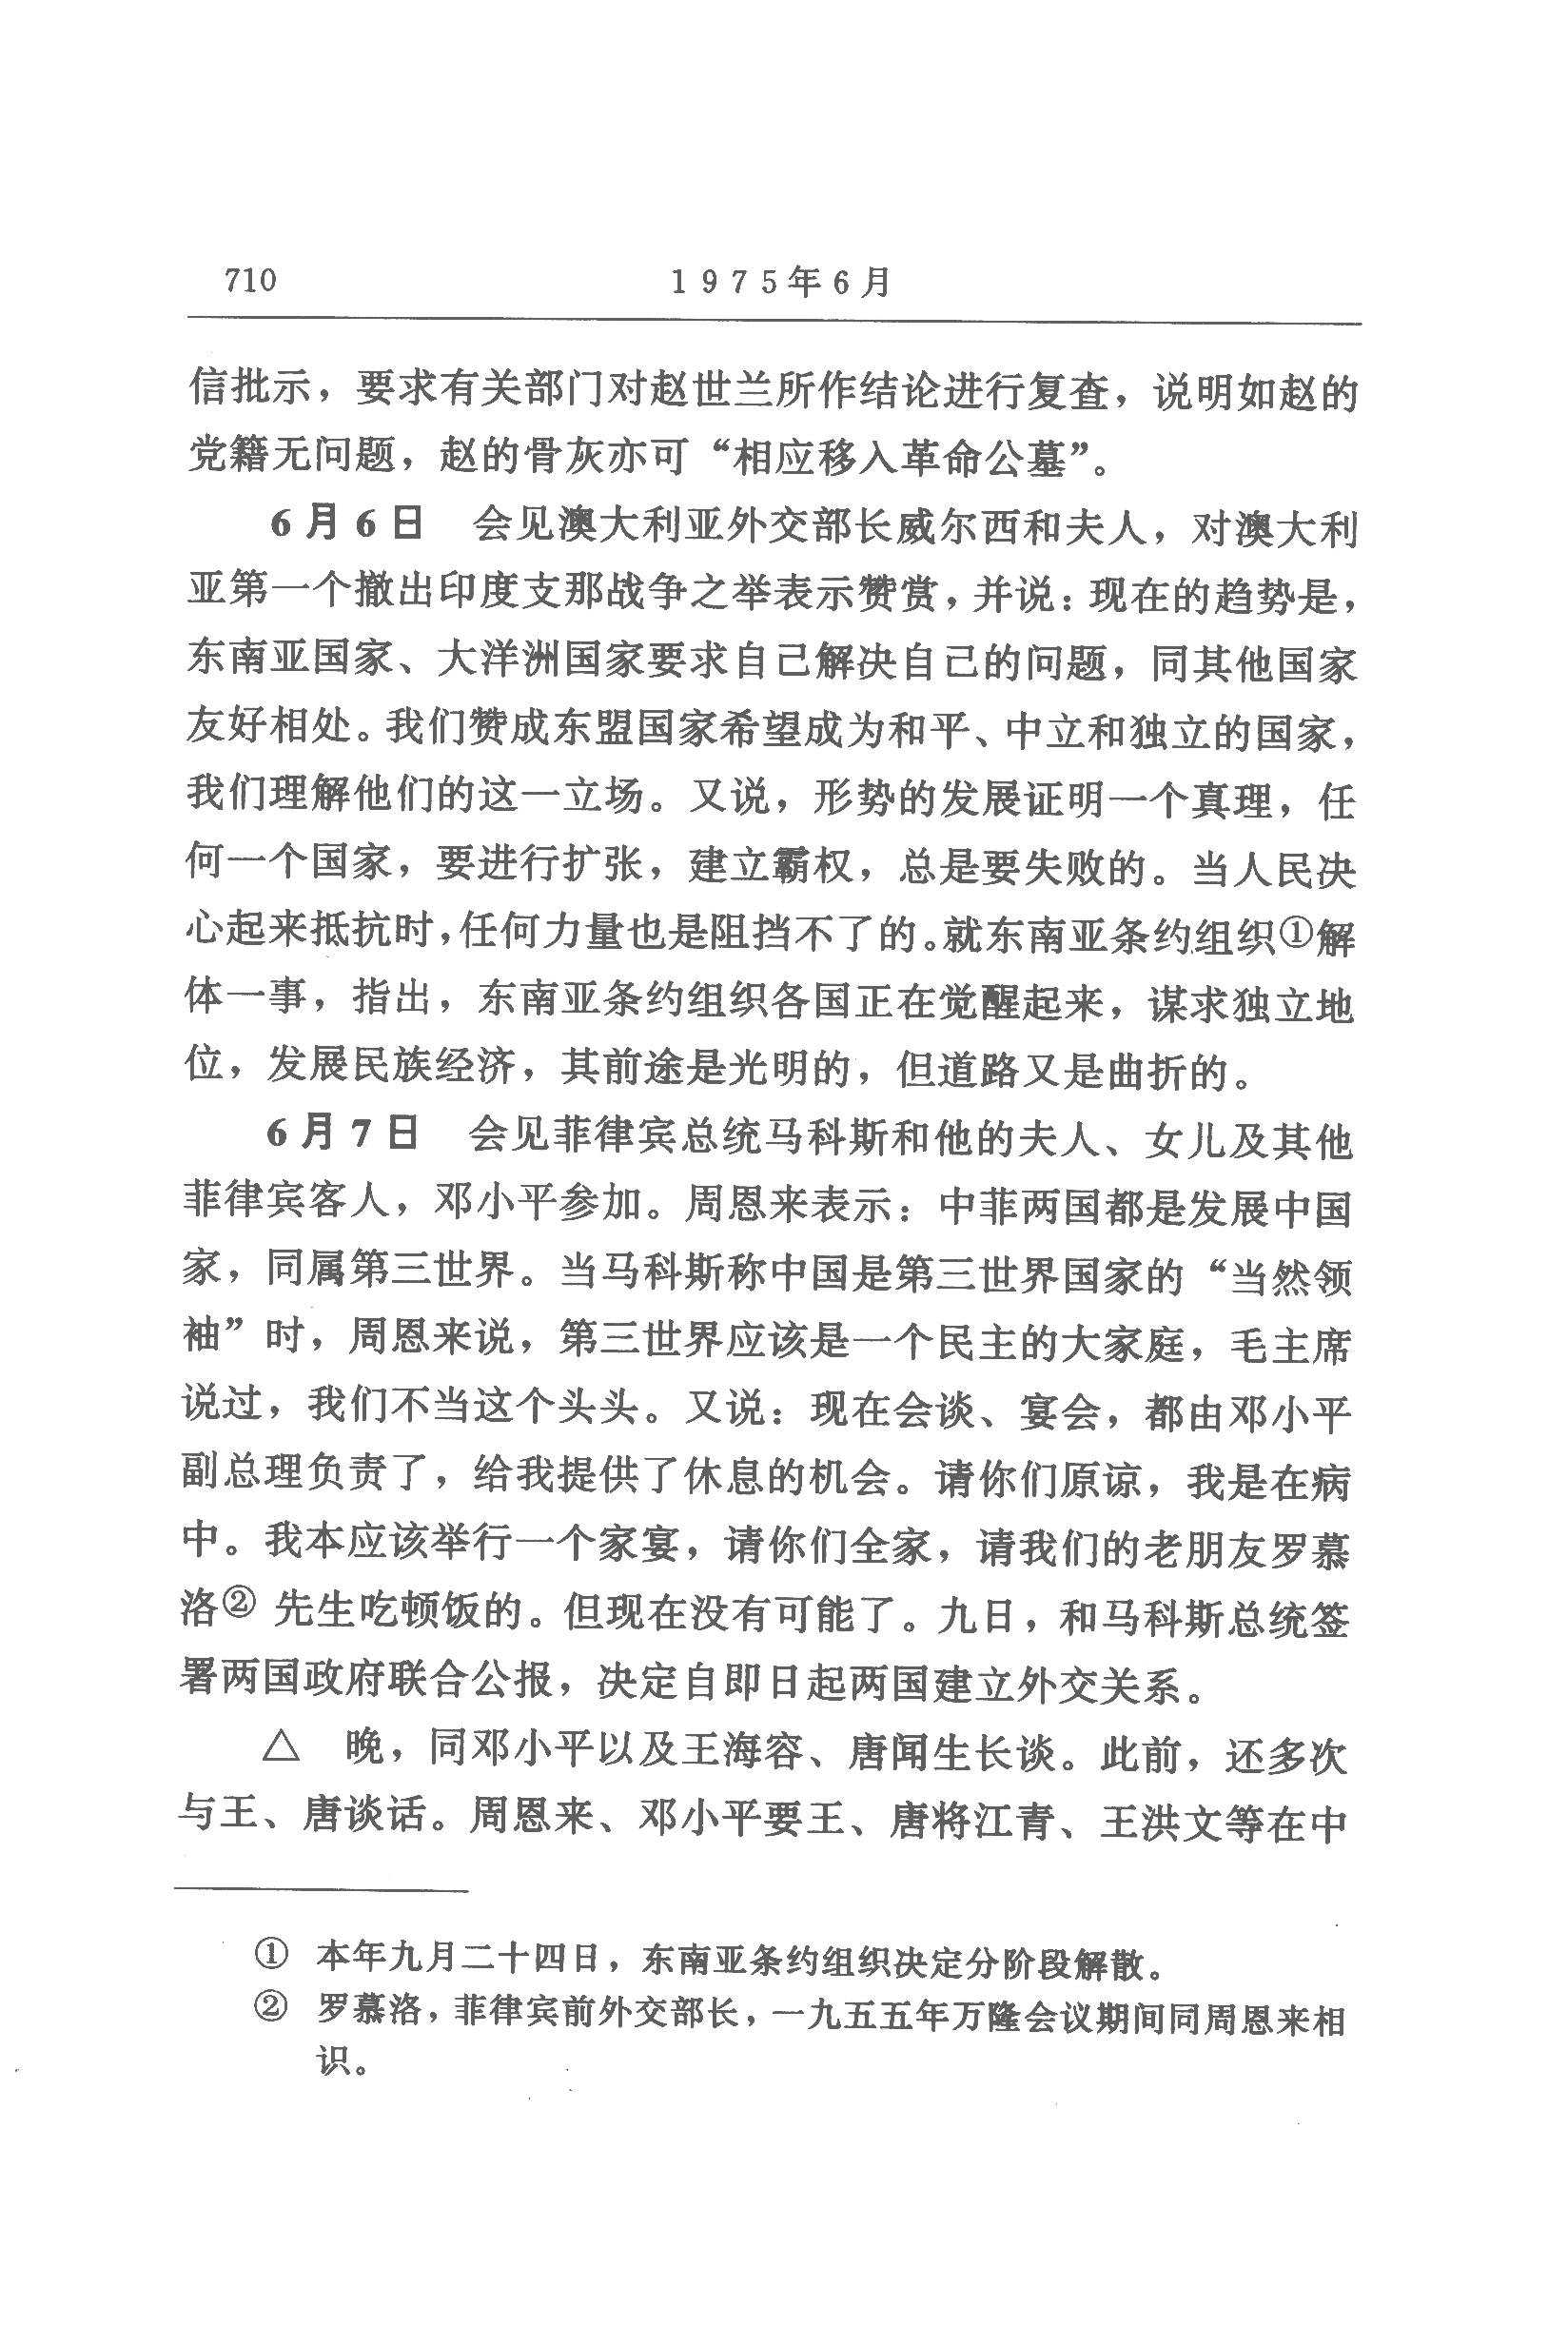 710
1975年6月
信批示，要求有关部门对赵世兰所作结论进行复查，说明如赵的
党籍无问题，赵的骨灰亦可“相应移入革命公墓”。
6月6日　会见澳大利亚外交部长威尔西和夫人，对澳大利
亚第一个撤出印度支那战争之举表示赞赏，并说：现在的趋势是，
东南亚国家、大洋洲国家要求自己解决自己的问题，同其他国家
友好相处。我们赞成东盟国家希望成为和平、中立和独立的国家，
我们理解他们的这一立场。又说，形势的发展证明一个真理，任
何一个国家，要进行扩张，建立霸权，总是要失败的。当人民决
心起来抵抗时，任何力量也是阻挡不了的。就东南亚条约组织①解
体一事，指出，东南亚条约组织各国正在觉醒起来，谋求独立地
位，发展民族经济，其前途是光明的，但道路又是曲折的。
6月7日　会见菲律宾总统马科斯和他的夫人、女儿及其他
菲律宾客人，邓小平参加。周恩来表示：中菲两国都是发展中国
家，同属第三世界。当马科斯称中国是第三世界国家的“当然领
袖”时，周恩来说，第三世界应该是一个民主的大家庭，毛主席
说过，我们不当这个头头。又说：现在会谈、宴会，都由邓小平
副总理负责了，给我提供了休息的机会。请你们原谅，我是在病
中。我本应该举行一个家宴，请你们全家，请我们的老朋友罗慕
洛② 先生吃顿饭的。但现在没有可能了。九日，和马科斯总统签
署两国政府联合公报，决定自即日起两国建立外交关系。
△　晚，同邓小平以及王海容、唐闻生长谈。此前，还多次
与王、唐谈话。周恩来、邓小平要王、唐将江青、王洪文等在中
①　本年九月二十四日，东南亚条约组织决定分阶段解散。
②　罗慕洛，菲律宾前外交部长，一九五五年万隆会议期间同周恩来相
识。